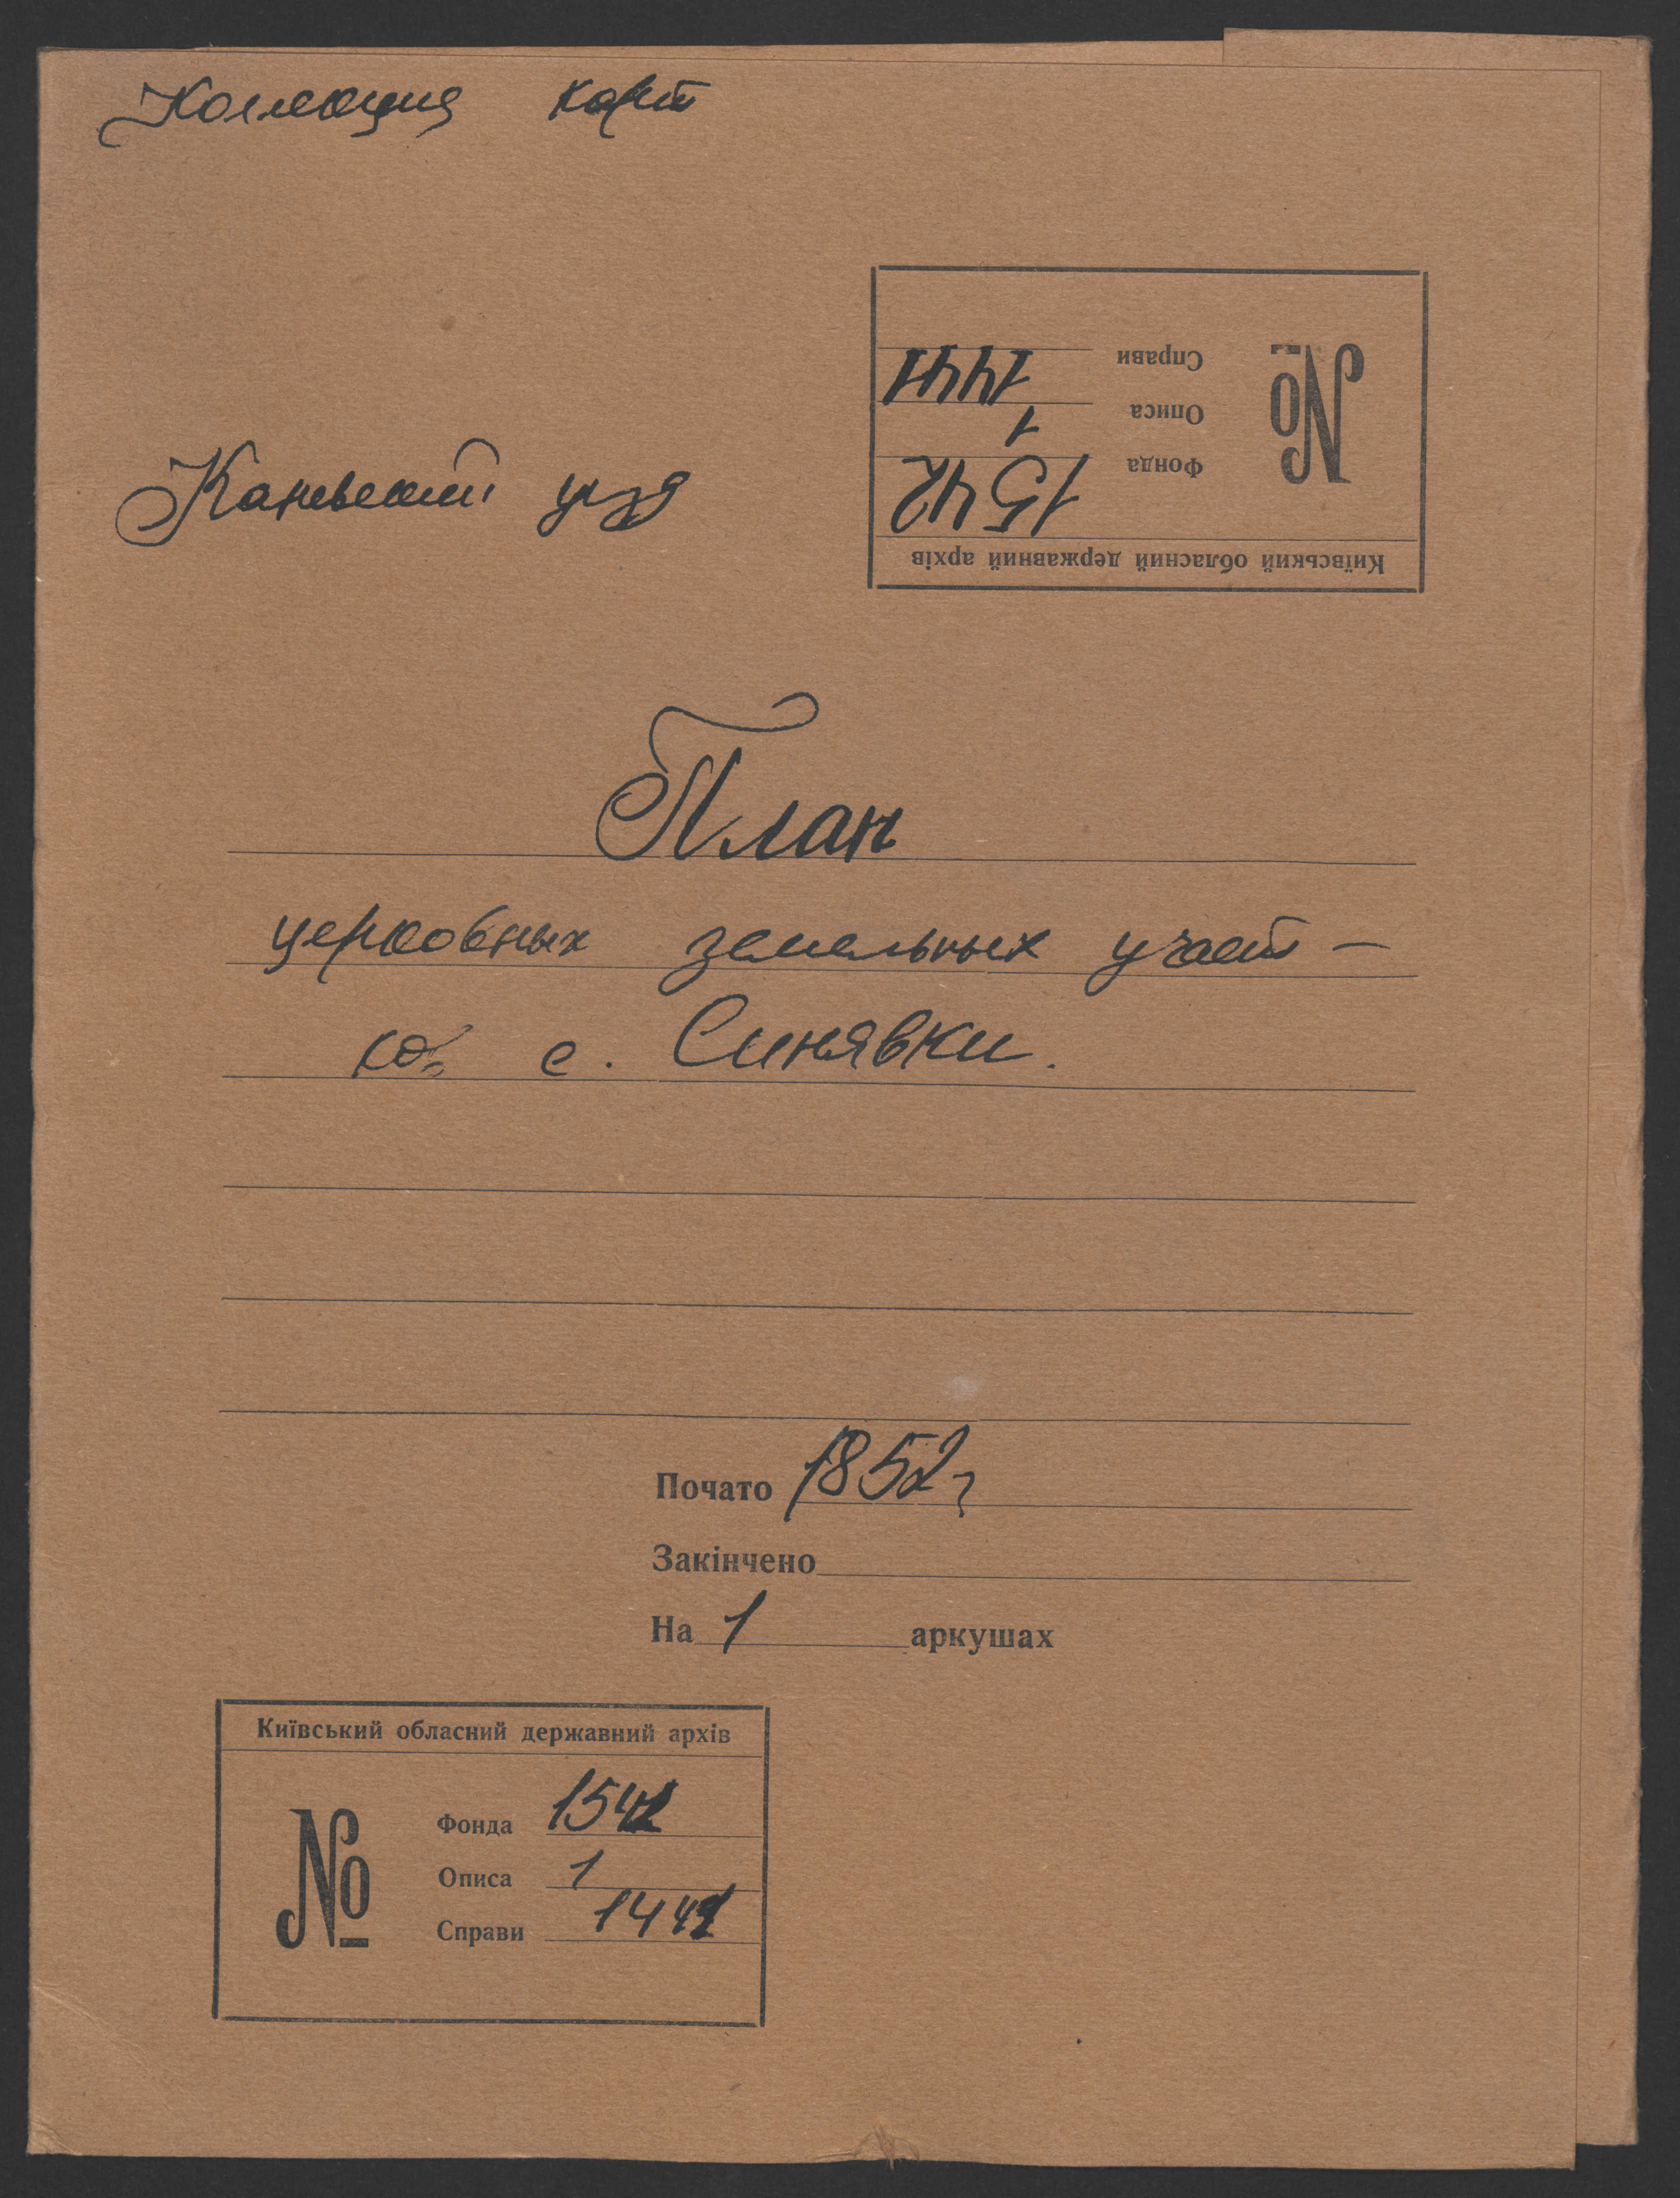 Коллекция карт
Справи 1441
Описа 1
Фонда 1542
№
Київський обласний державний архів
Каневский уезд
План
церковных земельных участ-
ков с. Синявки.
Почато 1852 г
Закінчено
На 1 аркушах
Київський обласний державний архів
№
Фонда 1542
Описа 1
Справи 1441